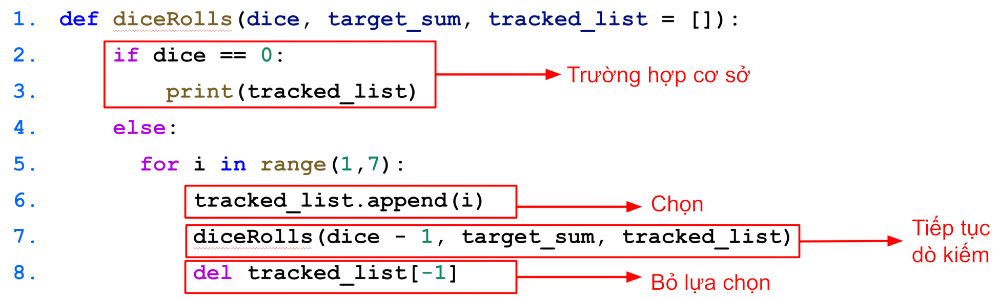 1. def diceRolls(dice, target_sum, tracked_list = []):
2. if dice == 0:
Trường hợp cơ sở
3. print(tracked_list)
4. else:
5. for i in range(1,7):
6. tracked_list.append(i)
Chọn
7. diceRolls(dice - 1, target_sum, tracked_list)
Tiếp tục
dò kiếm
8. del tracked_list[-1]
Bỏ lựa chọn